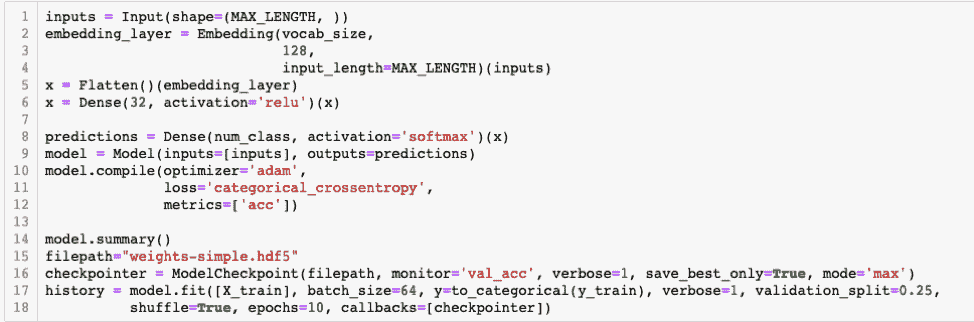 1 inputs = Input(shape=(MAX_LENGTH, ))
2 embedding_layer = Embedding(vocab_size,
3                             128,
4                             input_length=MAX_LENGTH)(inputs)
5 x = Flatten()(embedding_layer)
6 x = Dense(32, activation='relu')(x)
7
8 predictions = Dense(num_class, activation='softmax')(x)
9 model = Model(inputs=[inputs], outputs=predictions)
10 model.compile(optimizer='adam',
11               loss='categorical_crossentropy',
12               metrics=['acc'])
13
14 model.summary()
15 filepath="weights-simple.hdf5"
16 checkpointer = ModelCheckpoint(filepath, monitor='val_acc', verbose=1, save_best_only=True, mode='max')
17 history = model.fit([X_train], batch_size=64, y=to_categorical(y_train), verbose=1, validation_split=0.25,
18           shuffle=True, epochs=10, callbacks=[checkpointer])